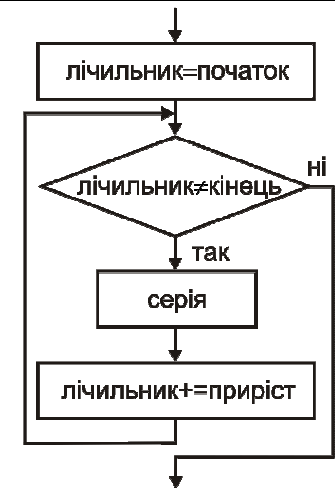 лічильник=початок
лічильник≠кінець
ні
так
серія
лічильник+=приріст